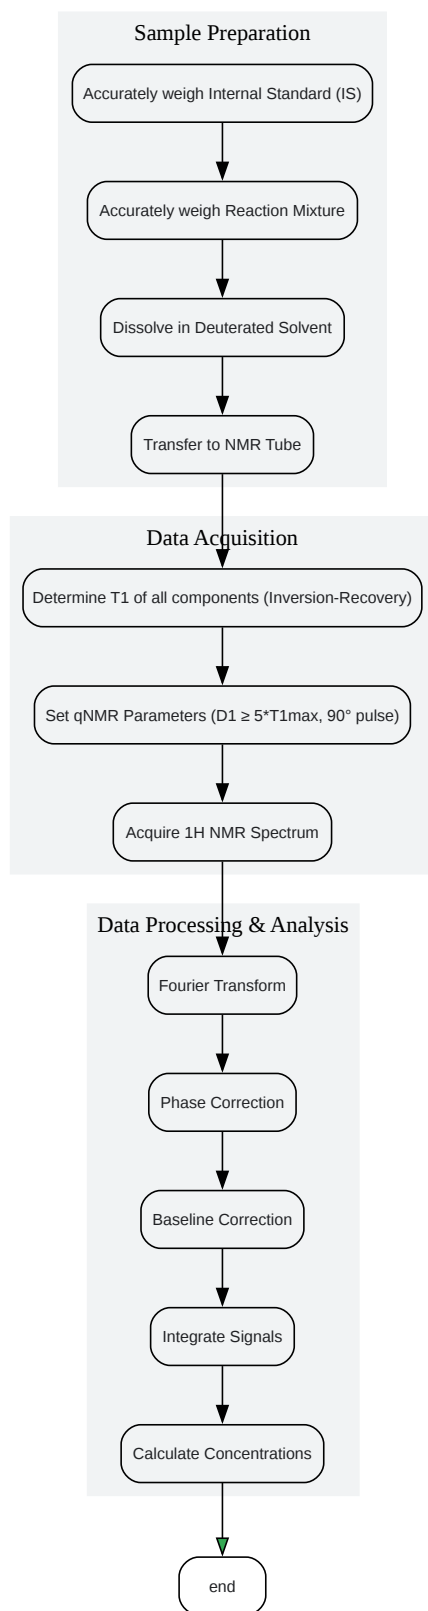 Sample Preparation
Accurately weigh Internal Standard (IS)
Accurately weigh Reaction Mixture
Dissolve in Deuterated Solvent
Transfer to NMR Tube
Data Acquisition
Determine T1 of all components (Inversion-Recovery)
Set qNMR Parameters (D1 ≥ 5*T1max, 90° pulse)
Acquire 1H NMR Spectrum
Data Processing & Analysis
Fourier Transform
Phase Correction
Baseline Correction
Integrate Signals
Calculate Concentrations
end